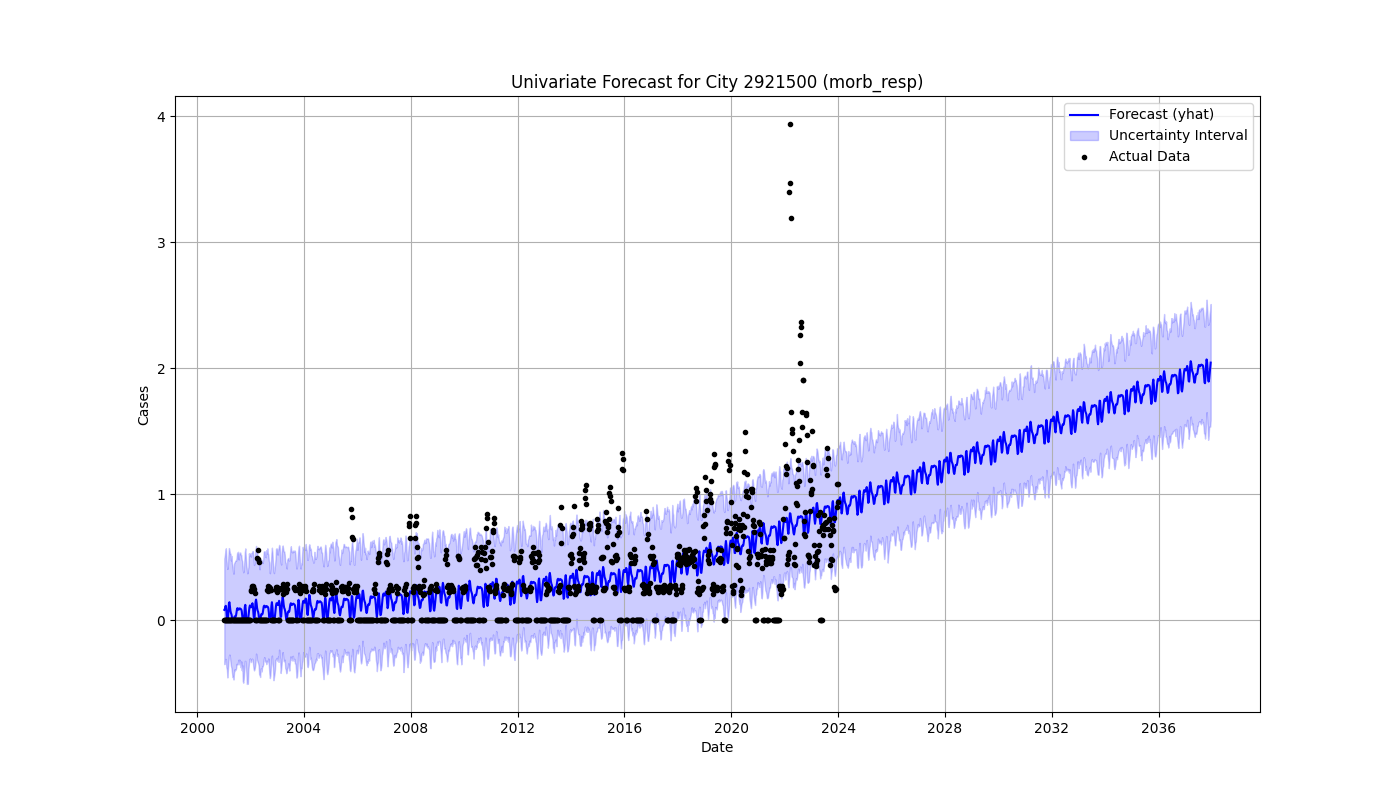 Univariate Forecast for City 2921500 (morb_resp)
Forecast (yhat)
Uncertainty Interval
Actual Data
4
3
2
1
0
Cases
2000 2004 2008 2012 2016 2020 2024 2028 2032 2036
Date